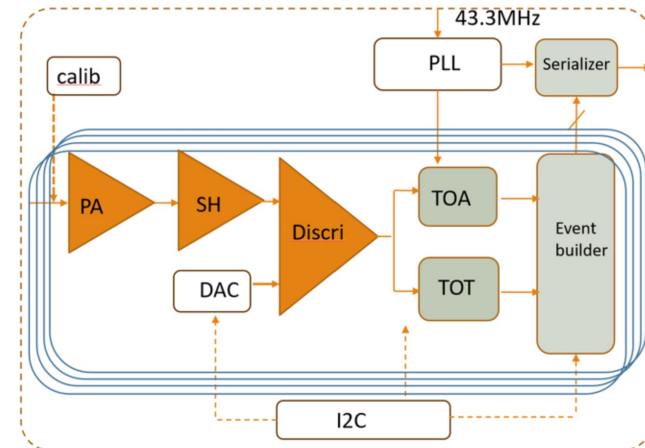 43.3MHz
calib
PLL
Serializer
PA
SH
Discri
TOA
DAC
TOT
Event
builder
I2C